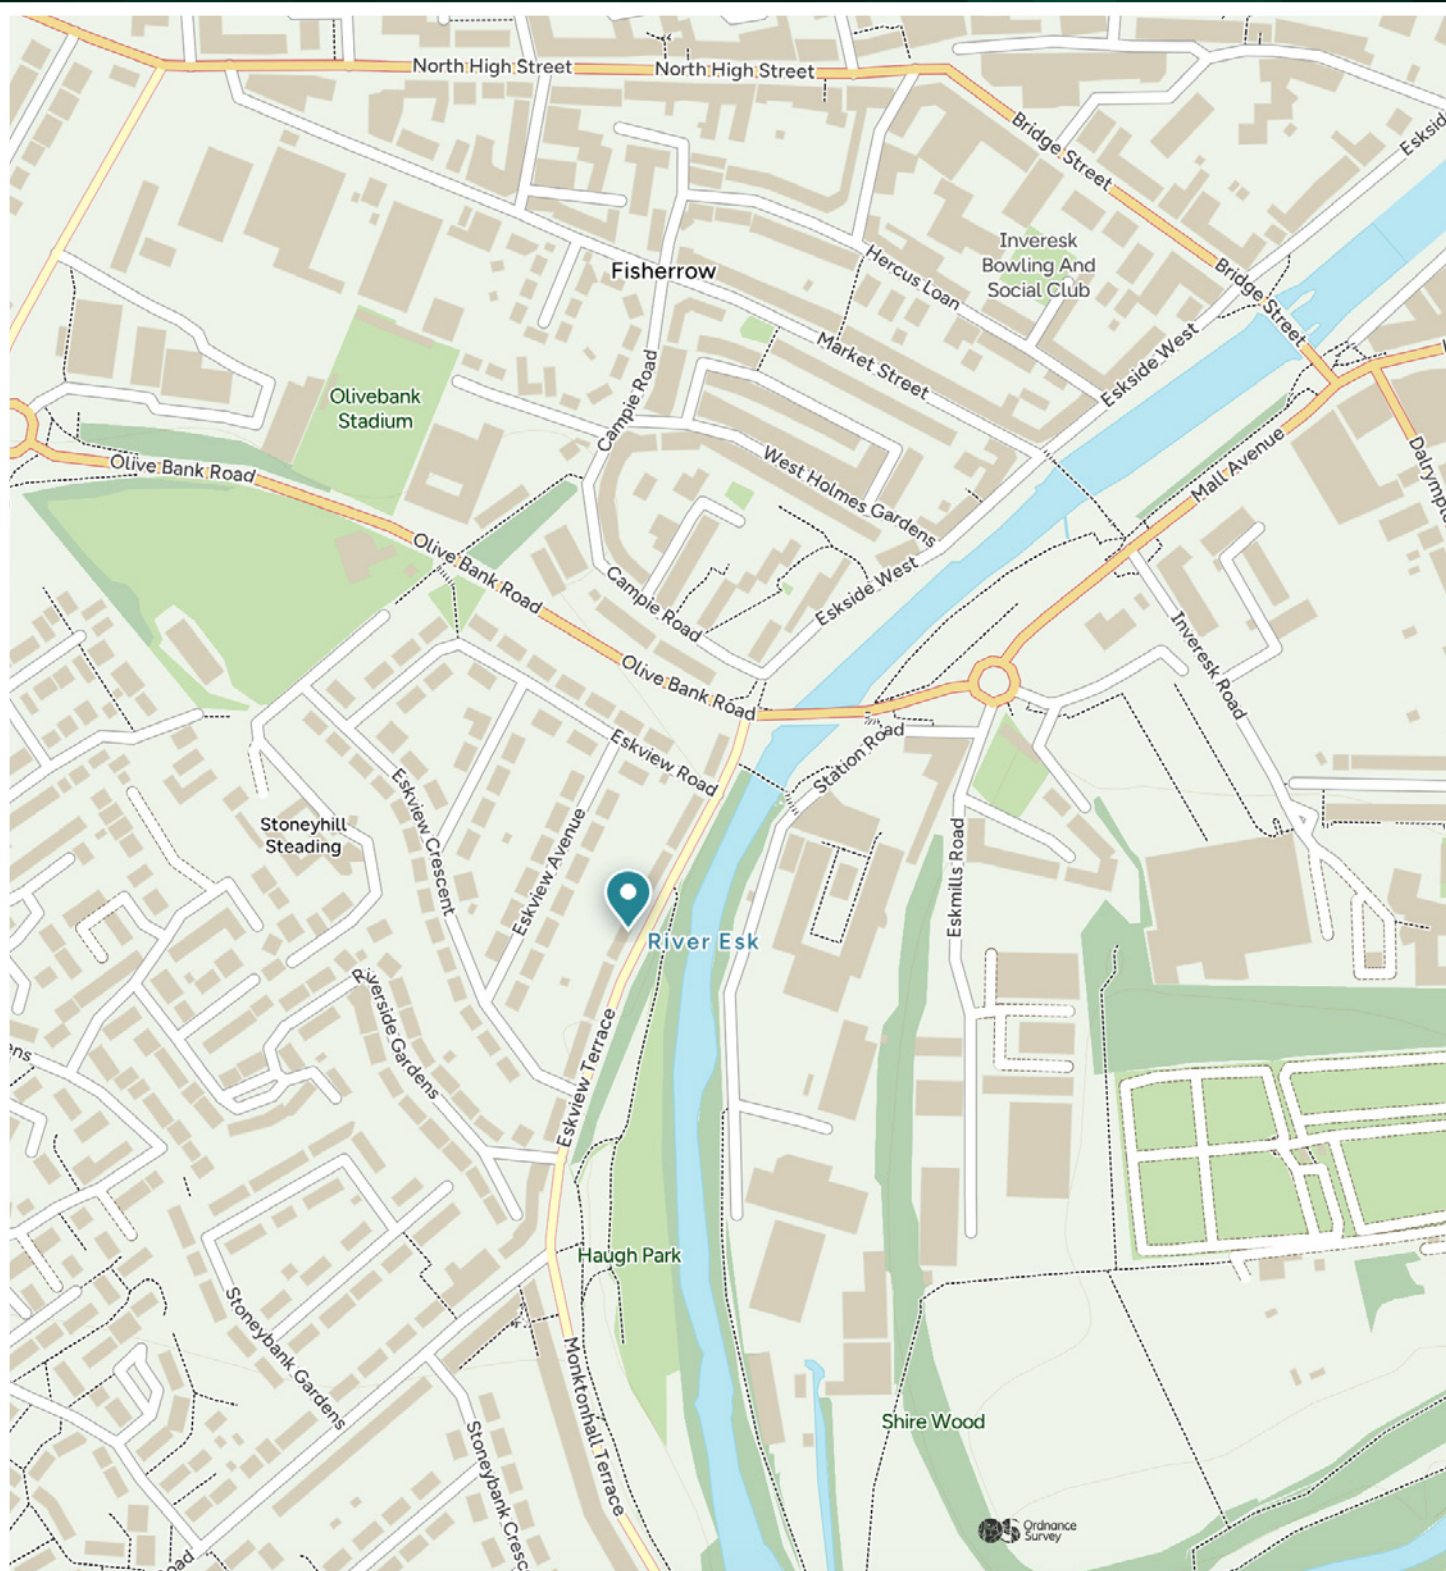 North High Street
North High Street
Bridge Street
Inveresk
Bowling And
Social Club
Bridge Street
Fisherrow
Hercus Loan
Market Street
Eskside West
Olivebank
Stadium
Campie Road
Mall Avenue
Olive Bank Road
West Holmes Gardens
Olive Bank Road
Campie Road
Eskside West
Inveresk Road
Olive Bank Road
Eskview Road
Station Road
Stoneyhill
Steading
Eskview Crescent
Eskview Avenue
Eskmills Road
River Esk
Riverside Gardens
Eskview Terrace
Haugh Park
Stoneybank Gardens
Monktonhall Terrace
Shire Wood
Stoneybank Cresc
Ordnance
Survey